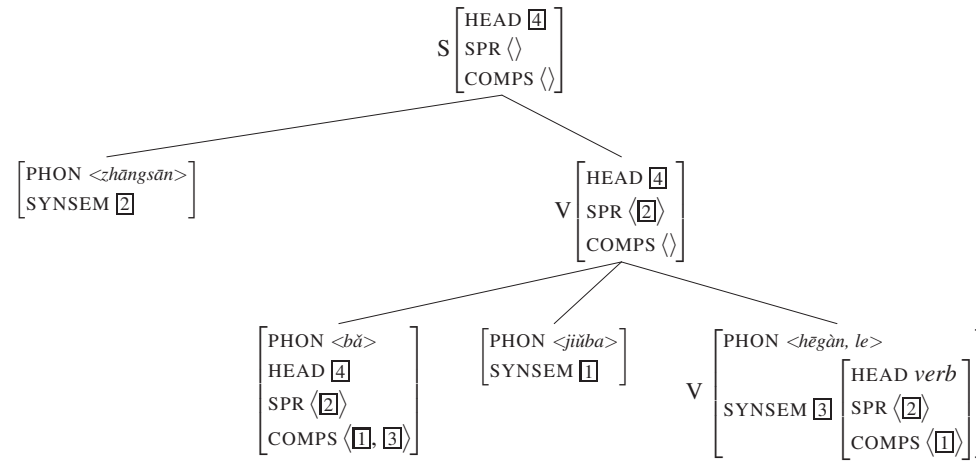 S
HEAD 4
SPR ⟨⟩
COMPS ⟨⟩
PHON <zhāngsān>
SYNSEM 2
V
HEAD 4
SPR ⟨2⟩
COMPS ⟨⟩
PHON <bǎ>
HEAD 4
SPR ⟨2⟩
COMPS ⟨1, 3⟩
PHON <jiǔba>
SYNSEM 1
V
PHON <hēgàn, le>
SYNSEM 3
HEAD verb
SPR ⟨2⟩
COMPS ⟨1⟩